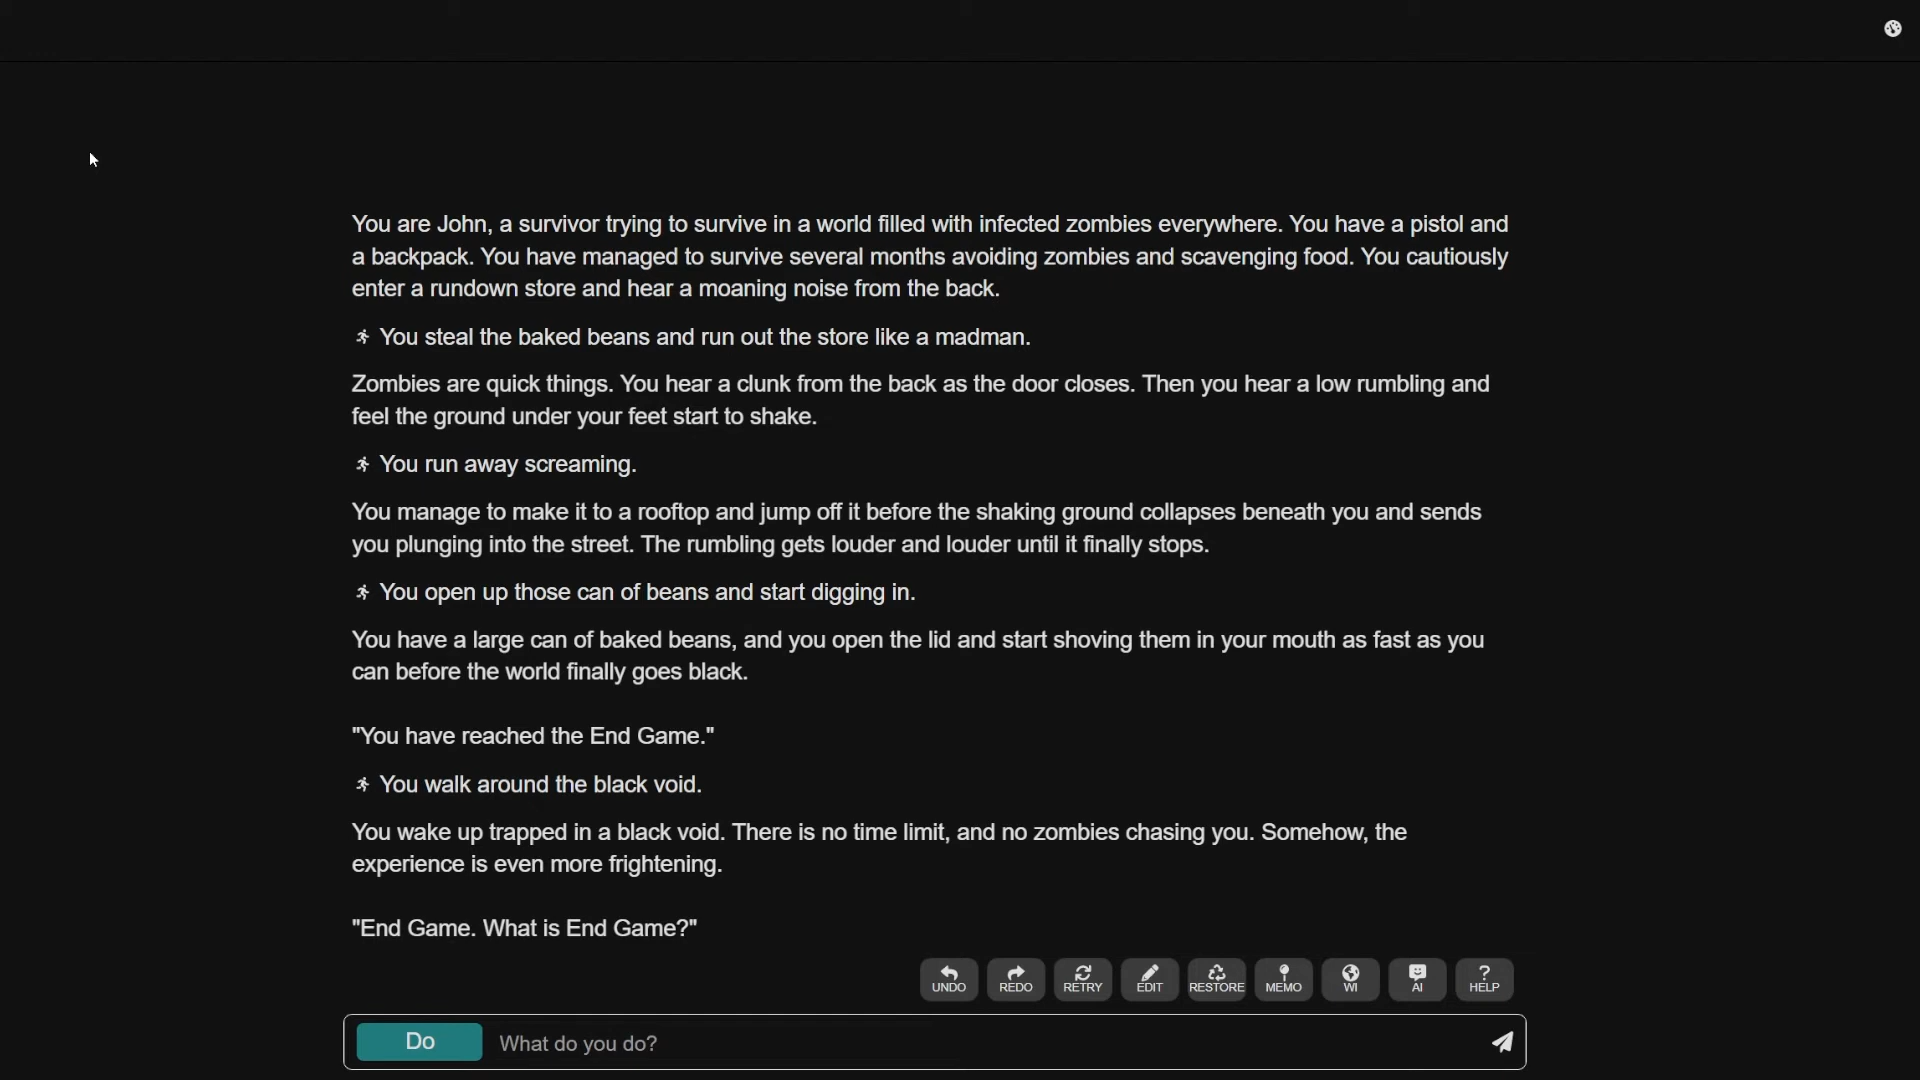 You are John, a survivor trying to survive in a world filled with infected zombies everywhere. You have a pistol and
a backpack. You have managed to survive several months avoiding zombies and scavenging food. You cautiously
enter a rundown store and hear a moaning noise from the back.
You steal the baked beans and run out the store like a madman.
Zombies are quick things. You hear a clunk from the back as the door closes. Then you hear a low rumbling and
feel the ground under your feet start to shake.
You run away screaming.
You manage to make it to a rooftop and jump off it before the shaking ground collapses beneath you and sends
you plunging into the street. The rumbling gets louder and louder until it finally stops.
You open up those can of beans and start digging in.
You have a large can of baked beans, and you open the lid and start shoving them in your mouth as fast as you
can before the world finally goes black.
"You have reached the End Game."
You walk around the black void.
You wake up trapped in a black void. There is no time limit, and no zombies chasing you. Somehow, the
experience is even more frightening.
"End Game. What is End Game?"
UNDO REDO RETRY EDIT RESTORE MEMO WI AI HELP
Do What do you do?